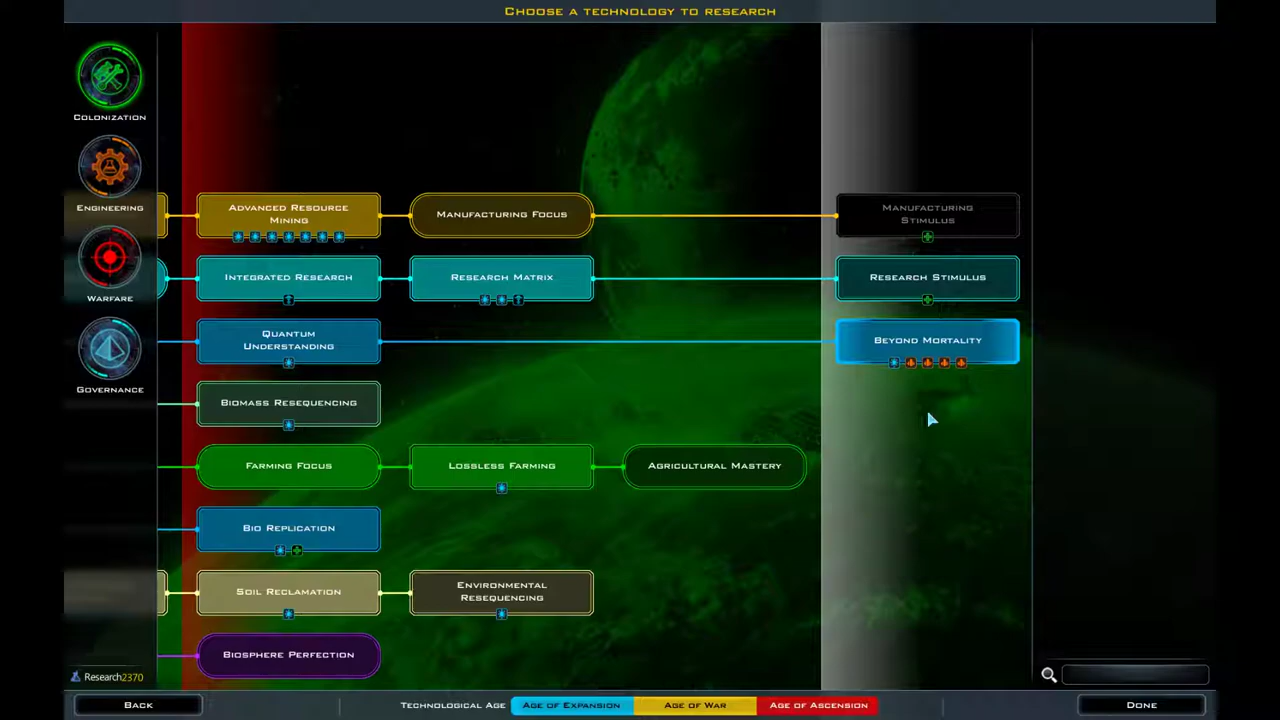 Choose a technology to research
Colonization
Engineering
Warfare
Governance
Advanced Resource
Mining
Manufacturing Focus
Manufacturing
Stimulus
Integrated Research
Research Matrix
Research Stimulus
Quantum
Understanding
Beyond Mortality
Biomass Resequencing
Farming Focus
Lossless Farming
Agricultural Mastery
Bio Replication
Soil Reclamation
Environmental
Resequencing
Biosphere Perfection
Research2370
Back
Technological Age
Age of Expansion
Age of War
Age of Ascension
Done